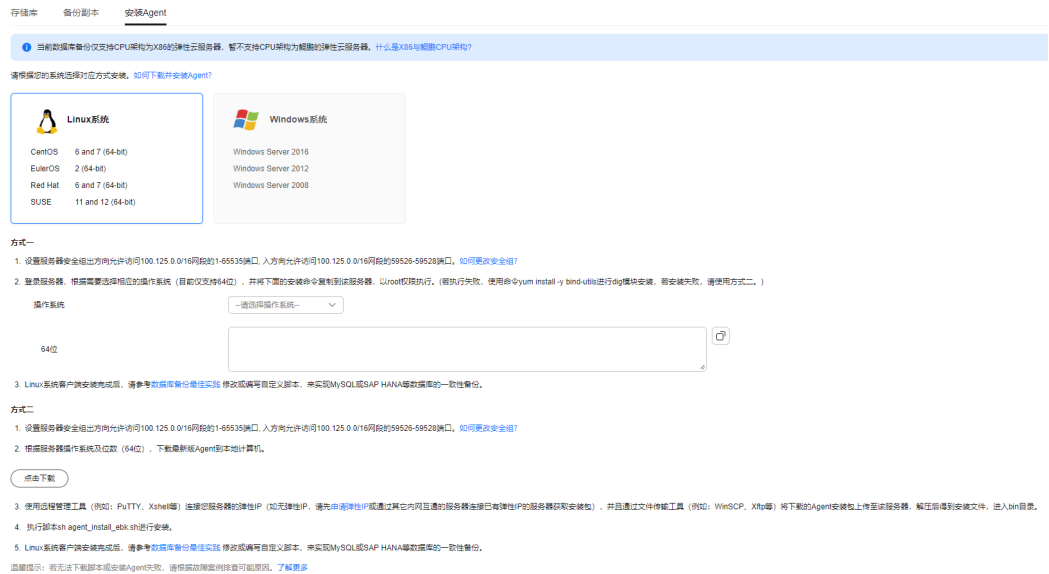 存储库 备份副本 安装Agent
当前数据库备份仅支持CPU架构为X86的弹性云服务器，暂不支持CPU架构为鲲鹏的弹性云服务器。什么是X86与鲲鹏CPU架构?
请根据您的系统选择对应方式安装。如何下载并安装Agent?
Linux系统
CentOS 6 and 7 (64-bit)
EulerOS 2 (64-bit)
Red Hat 6 and 7 (64-bit)
SUSE 11 and 12 (64-bit)
Windows系统
Windows Server 2016
Windows Server 2012
Windows Server 2008
方式一
1. 设置服务器安全组出方向允许访问100.125.0.0/16网段的1-65535端口, 入方向允许访问100.125.0.0/16网段的59526-59528端口。如何更改安全组?
2. 登录服务器，根据需要选择相应的操作系统（目前仅支持64位），并将下面的安装命令复制到该服务器，以root权限执行。(若执行失败，使用命令yum install -y bind-utils进行dig模块安装，若安装失败，请使用方式二。)
操作系统 --请选择操作系统--
64位
3. Linux系统客户端安装完成后，请参考数据库备份最佳实践 修改或编写自定义脚本，来实现MySQL或SAP HANA等数据库的一致性备份。
方式二
1. 设置服务器安全组出方向允许访问100.125.0.0/16网段的1-65535端口, 入方向允许访问100.125.0.0/16网段的59526-59528端口。如何更改安全组?
2. 根据服务器操作系统及位数（64位），下载最新版Agent到本地计算机。
点击下载
3. 使用远程管理工具（例如：PuTTY、Xshell等）连接您服务器的弹性IP（如无弹性IP，请先申请弹性IP或通过其它内网互通的服务器连接已有弹性IP的服务器获取安装包），并且通过文件传输工具（例如：WinSCP、Xftp等）将下载的Agent安装包上传至该服务器，解压后得到安装文件，进入bin目录。
4. 执行脚本sh agent_install_ebk.sh进行安装。
5. Linux系统客户端安装完成后，请参考数据库备份最佳实践 修改或编写自定义脚本，来实现MySQL或SAP HANA等数据库的一致性备份。
温馨提示：若无法下载脚本或安装Agent失败，请根据故障案例排查可能原因。了解更多